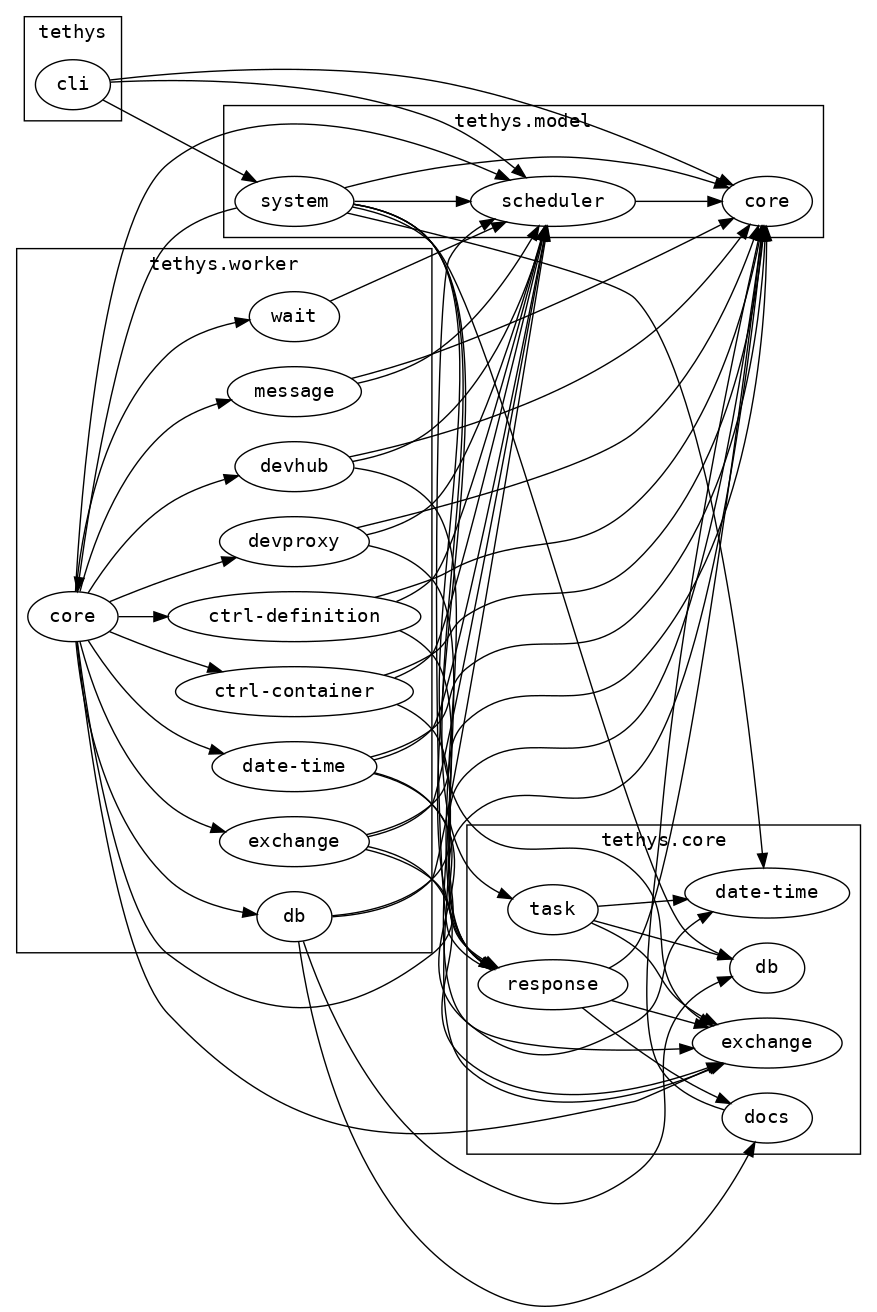 tethys
cli
tethys.model
system
scheduler
core
tethys.worker
wait
message
devhub
devproxy
core
ctrl-definition
ctrl-container
date-time
exchange
db
tethys.core
task
date-time
db
response
exchange
docs